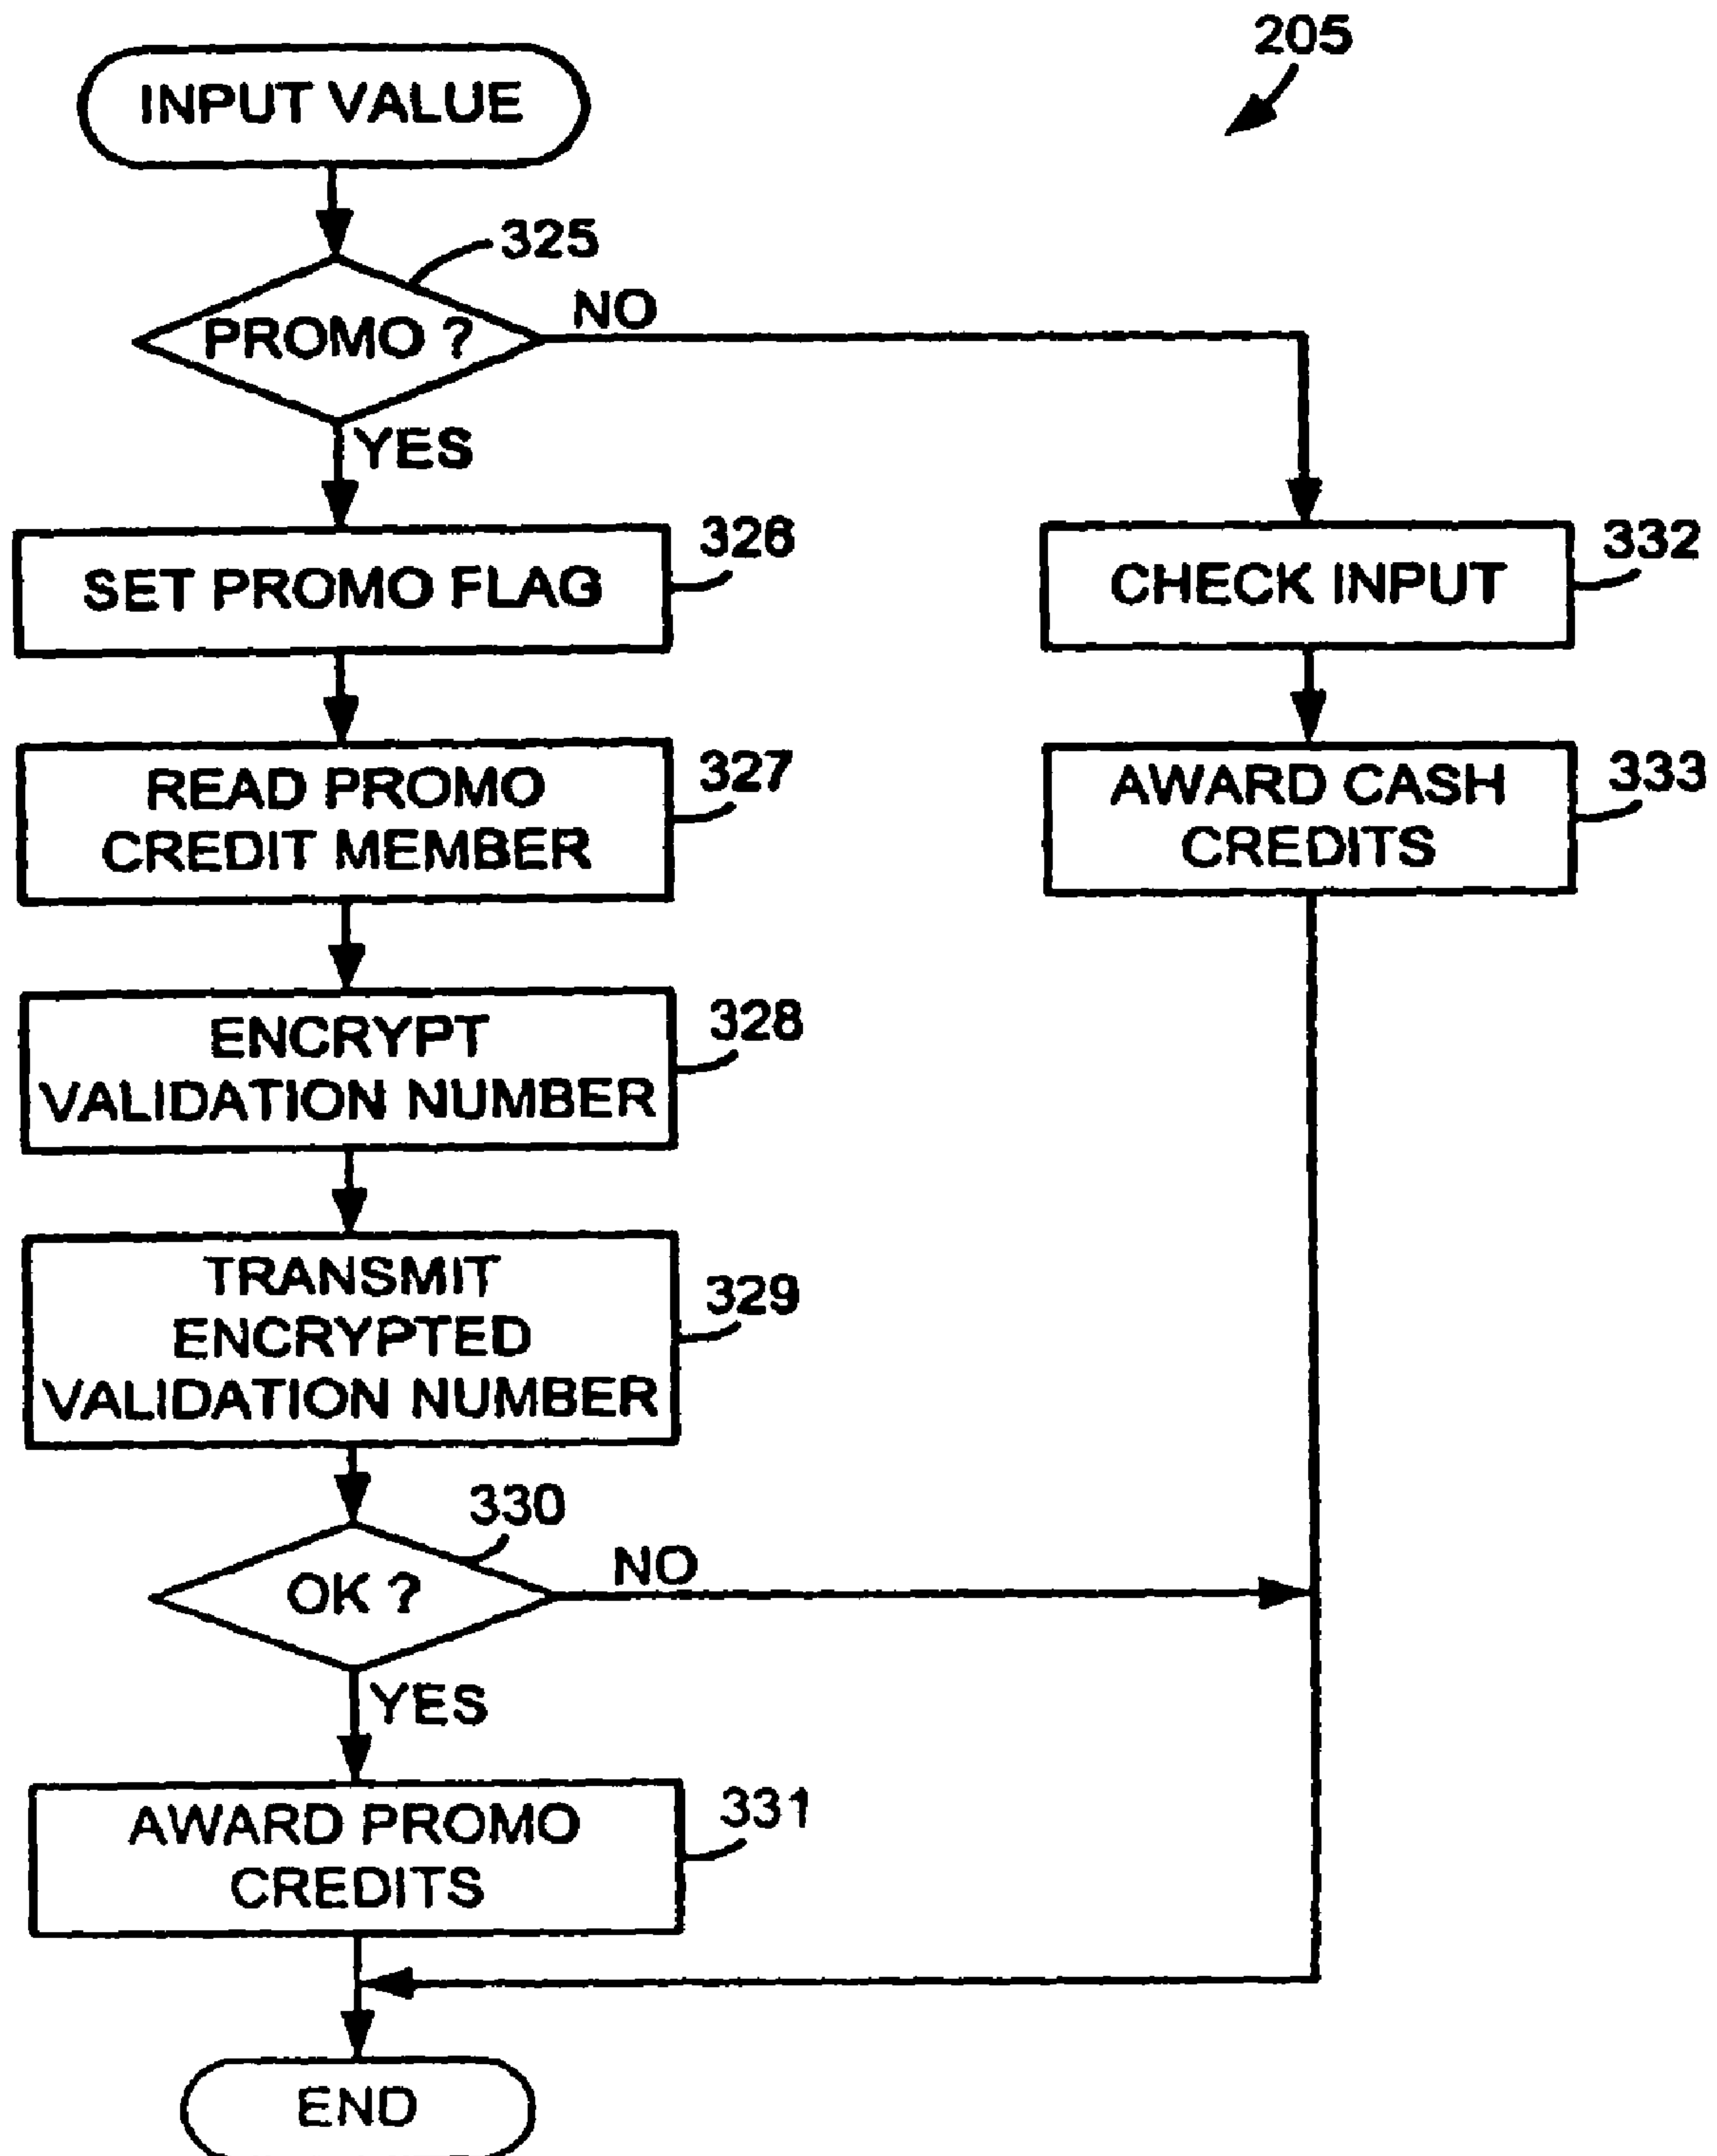 205
INPUT VALUE
325
PROMO ?
NO
YES
326
SET PROMO FLAG
332
CHECK INPUT
327
READ PROMO
CREDIT MEMBER
333
AWARD CASH
CREDITS
328
ENCRYPT
VALIDATION NUMBER
329
TRANSMIT
ENCRYPTED
VALIDATION NUMBER
330
OK ?
NO
YES
331
AWARD PROMO
CREDITS
END